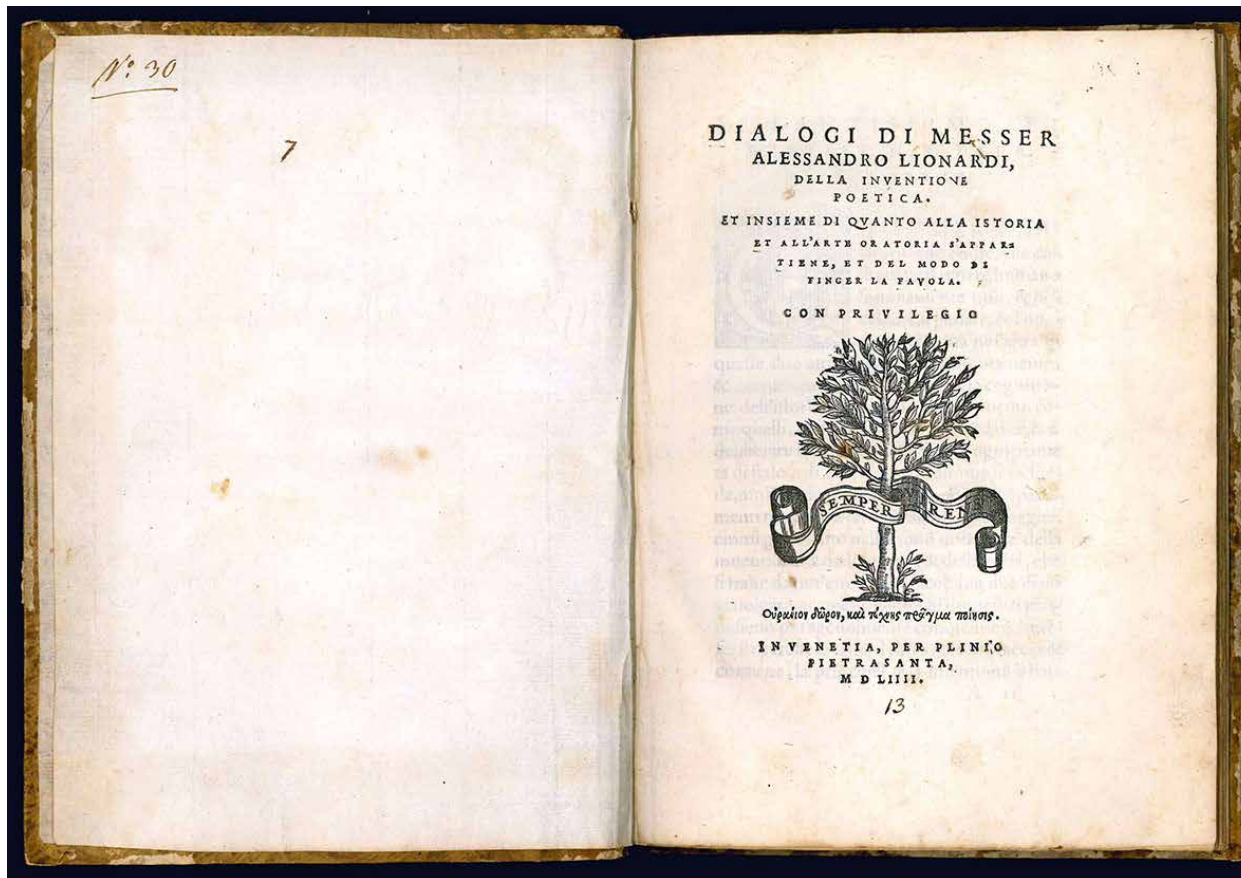 N° 30
7
DIALOGI DI MESSER
ALESSANDRO LIONARDI,
DELLA INVENTIONE
POETICA.
ET INSIEME DI QVANTO ALLA ISTORIA
ET ALL'ARTE ORATORIA S'APPAR=
TIENE, ET DEL MODO DI
FINGER LA FAVOLA.
CON PRIVILEGIO
SEMPER VIRENS
Οὐράνιον δῶρον, καὶ τέχνης πρᾶγμα ποίησις.
IN VENETIA, PER PLINIO
PIETRASANTA,
M D LIIII.
13